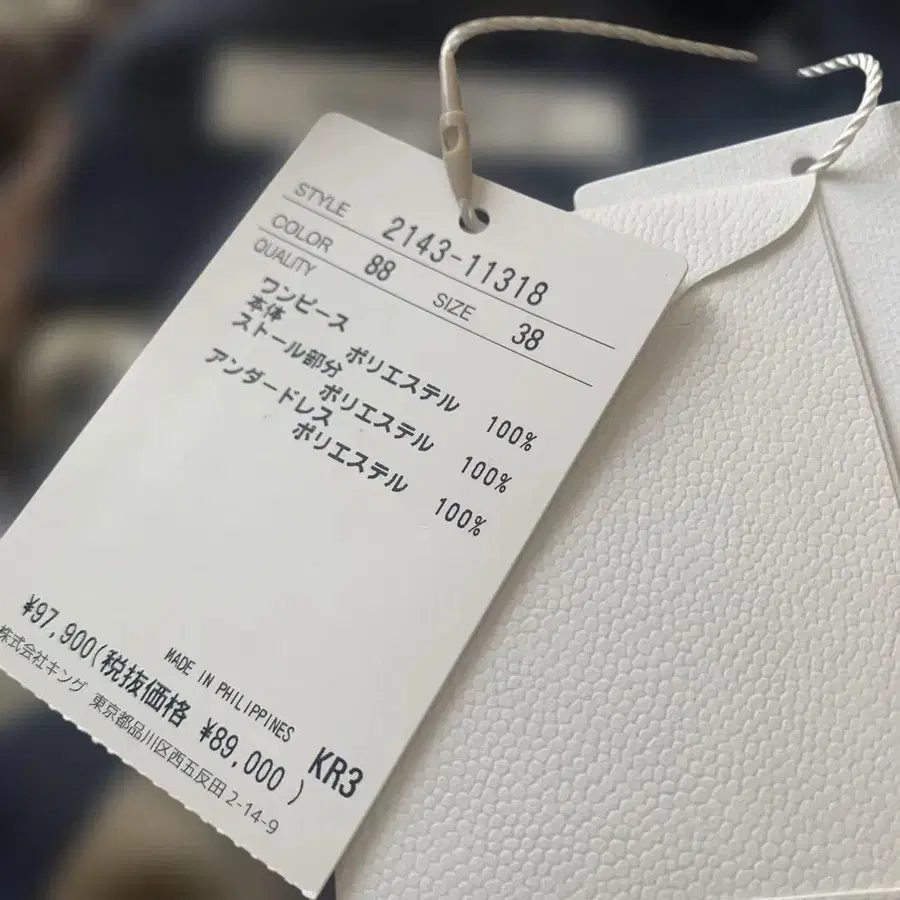 STYLE 2143-11318
COLOR 88 SIZE 38
QUALITY
ワンピース
本体 ポリエステル 100%
ストール部分
ポリエステル 100%
アンダードレス
ポリエステル 100%
MADE IN PHILIPPINES
¥97,900(税抜価格 ¥89,000 ) KR3
株式会社キング 東京都品川区西五反田 2-14-9